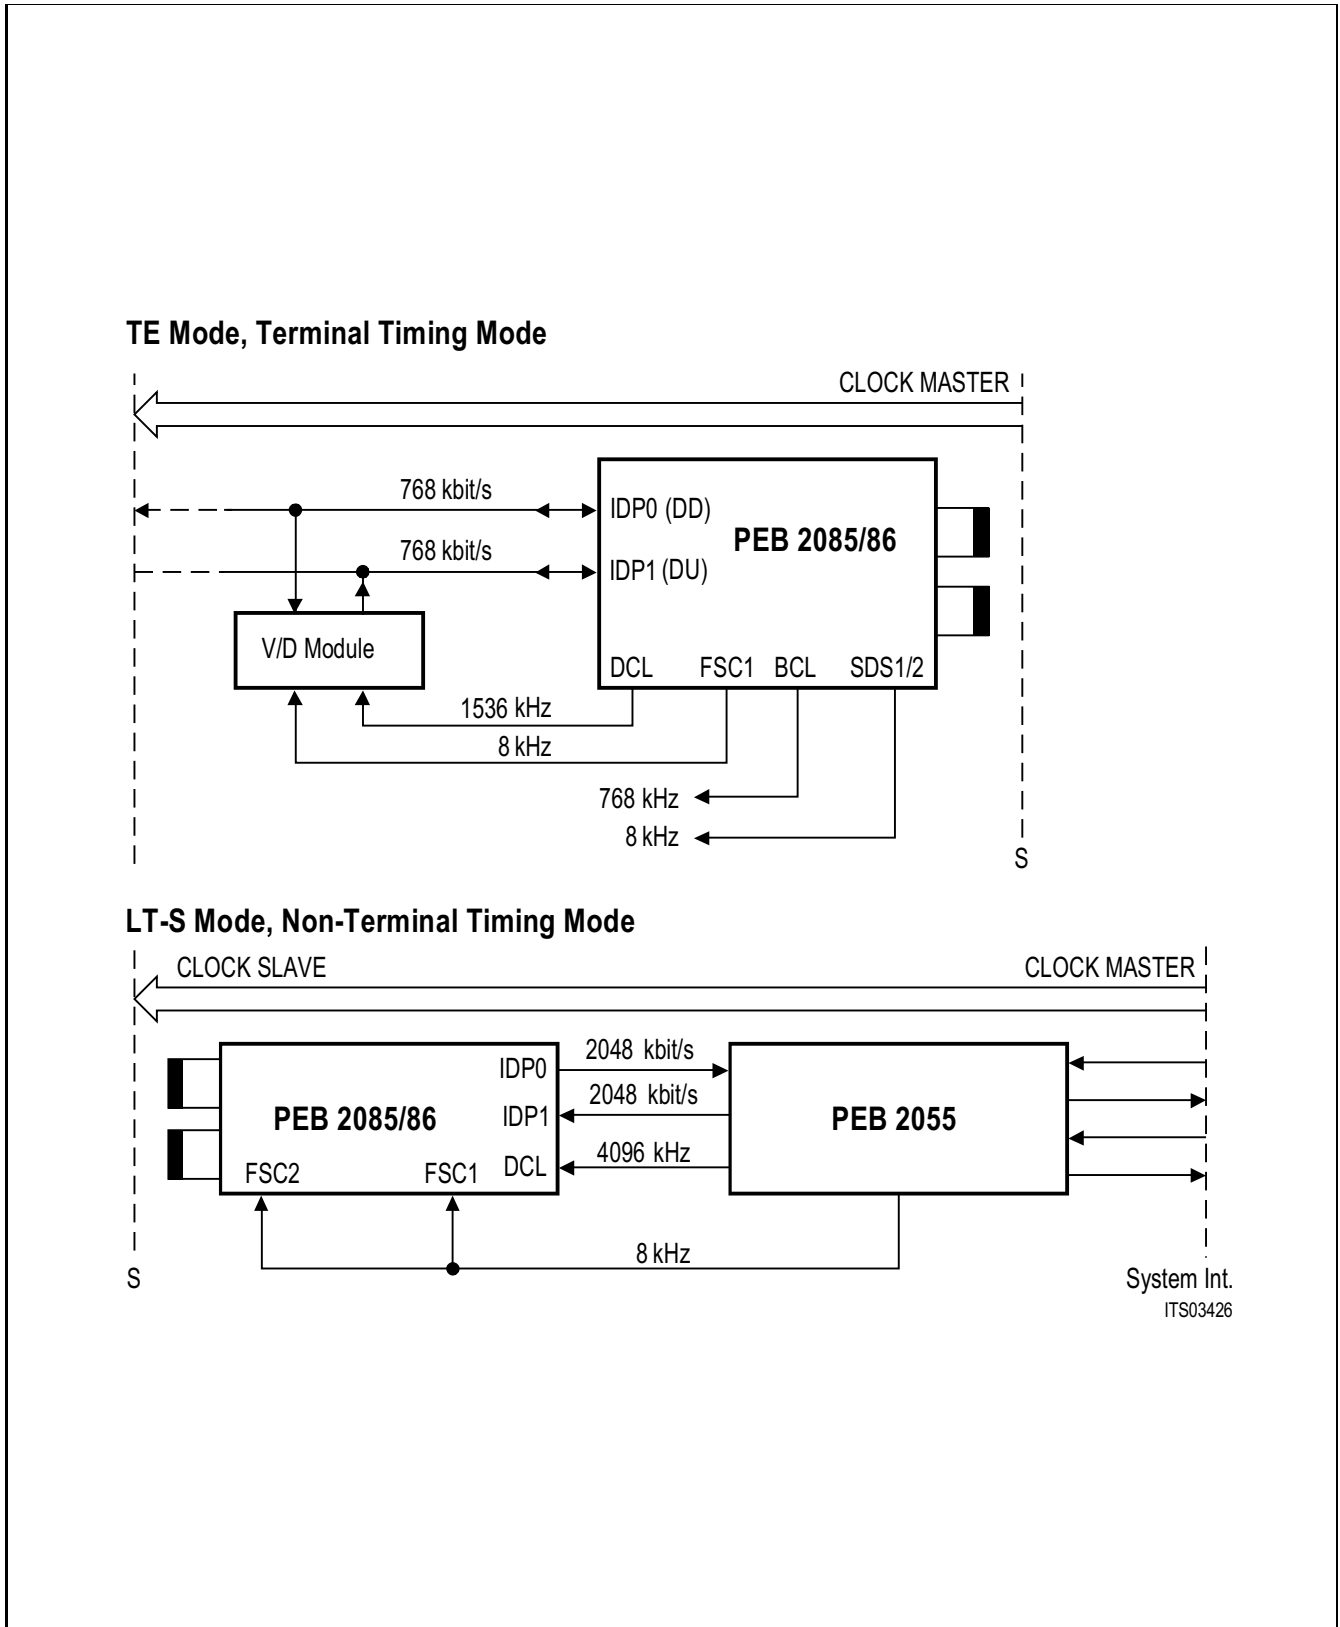 TE Mode, Terminal Timing Mode
CLOCK MASTER
768 kbit/s
IDP0 (DD)
PEB 2085/86
768 kbit/s
IDP1 (DU)
V/D Module
DCL FSC1 BCL SDS1/2
1536 kHz
8 kHz
768 kHz
8 kHz
S
LT-S Mode, Non-Terminal Timing Mode
CLOCK SLAVE CLOCK MASTER
IDP0 2048 kbit/s
2048 kbit/s
PEB 2085/86 IDP1 PEB 2055
4096 kHz
FSC2 FSC1 DCL
8 kHz
S System Int.
ITS03426